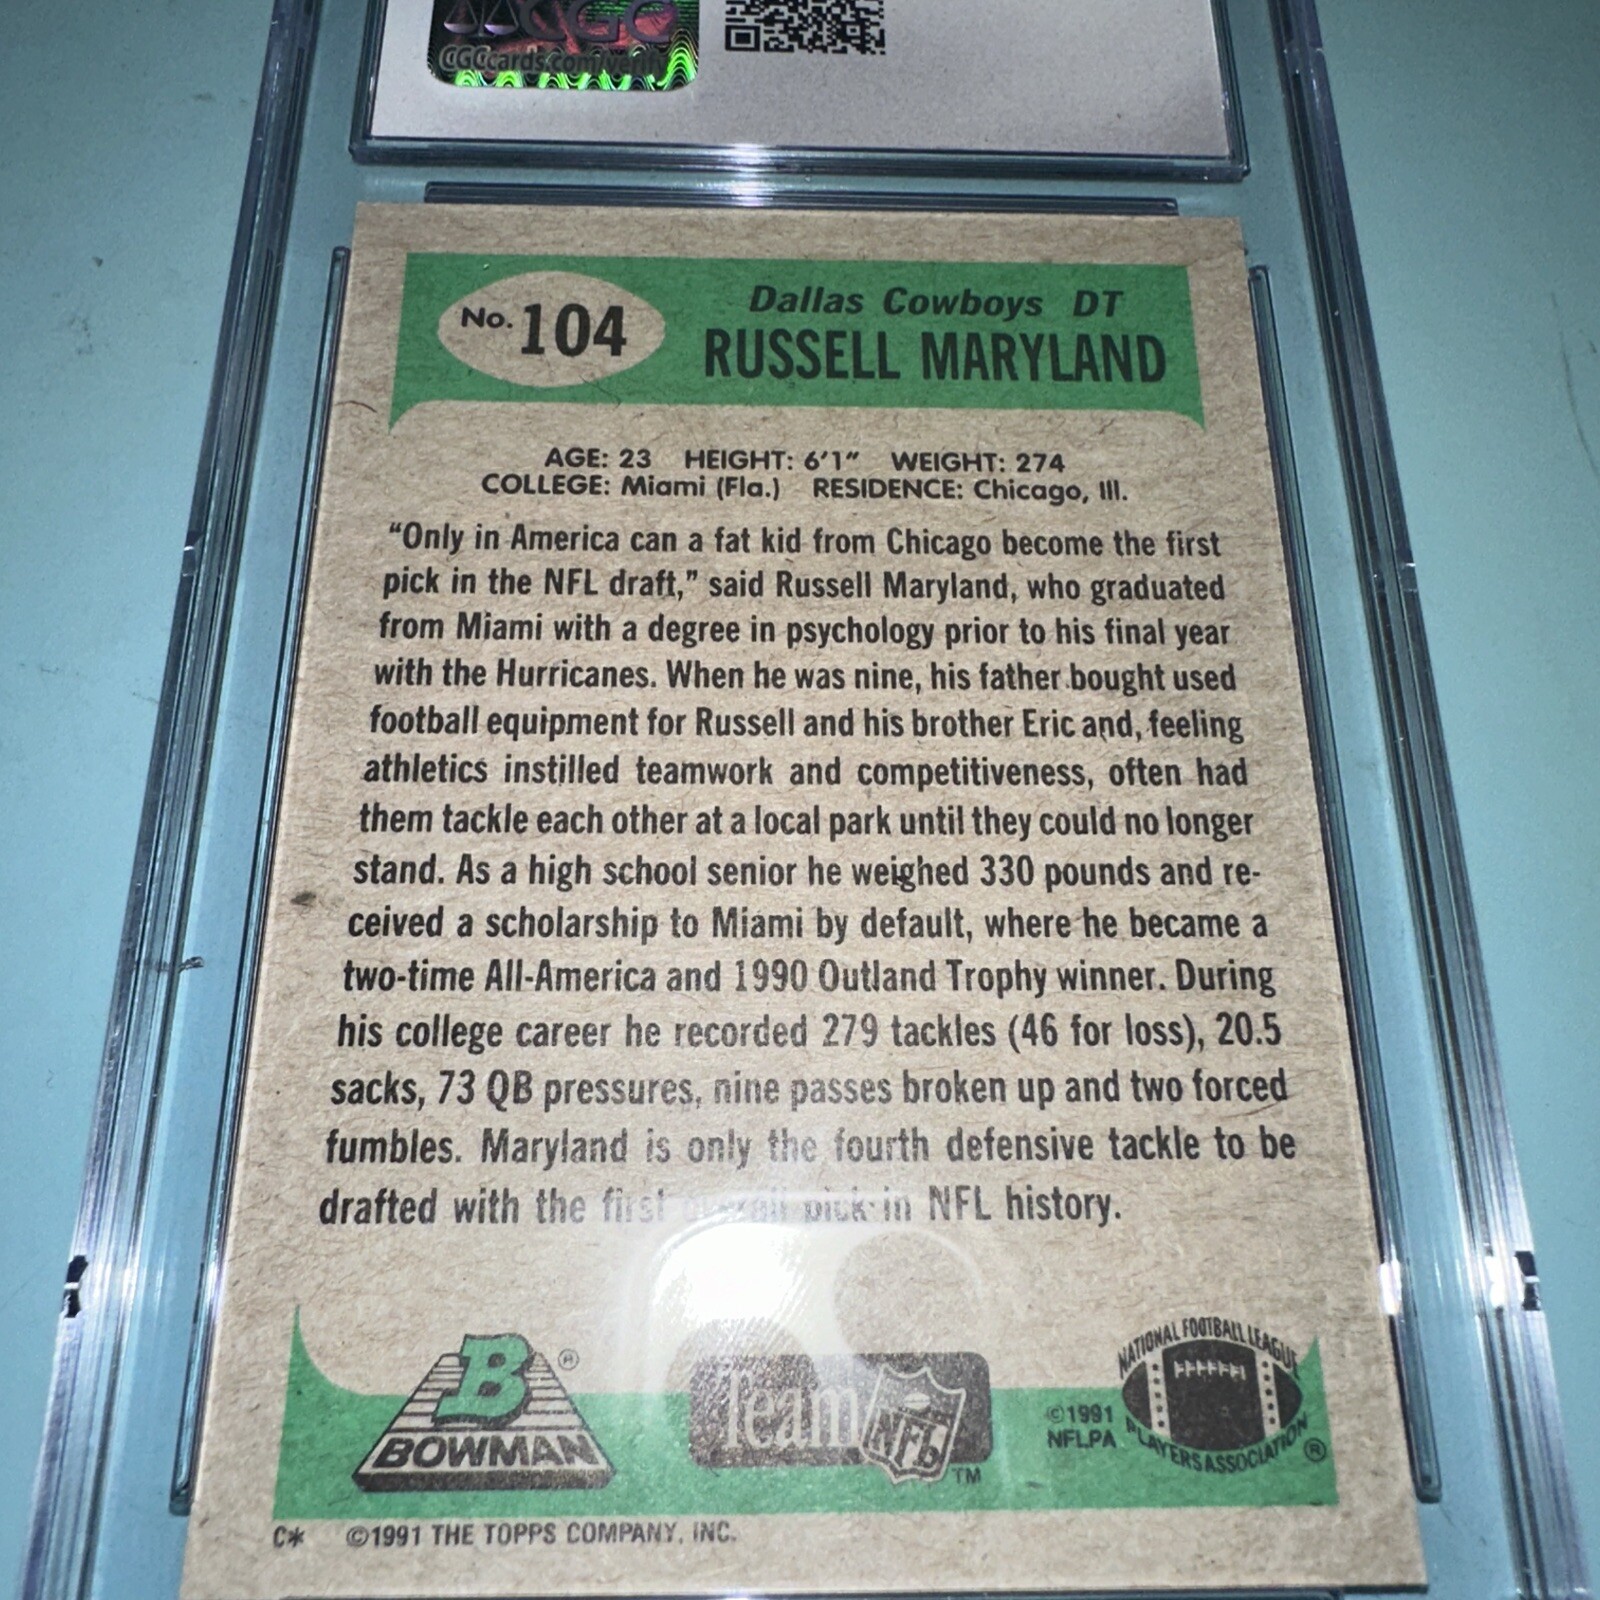 CGC
CGCcards.com/verify
No. 104
Dallas Cowboys DT
RUSSELL MARYLAND
AGE: 23 HEIGHT: 6'1" WEIGHT: 274
COLLEGE: Miami (Fla.) RESIDENCE: Chicago, Ill.
“Only in America can a fat kid from Chicago become the first
pick in the NFL draft,” said Russell Maryland, who graduated
from Miami with a degree in psychology prior to his final year
with the Hurricanes. When he was nine, his father bought used
football equipment for Russell and his brother Eric and, feeling
athletics instilled teamwork and competitiveness, often had
them tackle each other at a local park until they could no longer
stand. As a high school senior he weighed 330 pounds and re-
ceived a scholarship to Miami by default, where he became a
two-time All-America and 1990 Outland Trophy winner. During
his college career he recorded 279 tackles (46 for loss), 20.5
sacks, 73 QB pressures, nine passes broken up and two forced
fumbles. Maryland is only the fourth defensive tackle to be
drafted with the first overall pick in NFL history.
B®
BOWMAN
Team NFL™
©1991
NFLPA
NATIONAL FOOTBALL LEAGUE
PLAYERS ASSOCIATION®
C* ©1991 THE TOPPS COMPANY, INC.